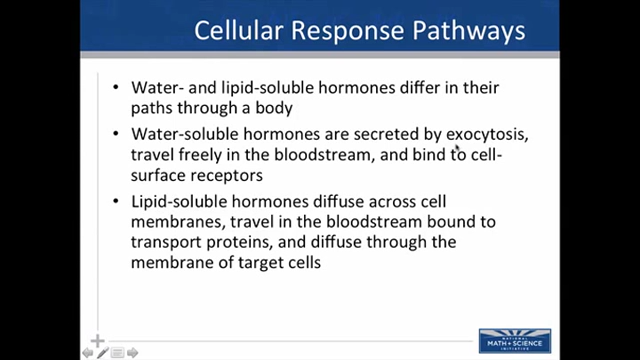 Cellular Response Pathways
• Water- and lipid-soluble hormones differ in their
paths through a body
• Water-soluble hormones are secreted by exocytosis,
travel freely in the bloodstream, and bind to cell-
surface receptors
• Lipid-soluble hormones diffuse across cell
membranes, travel in the bloodstream bound to
transport proteins, and diffuse through the
membrane of target cells
NATIONAL
MATH + SCIENCE
INITIATIVE